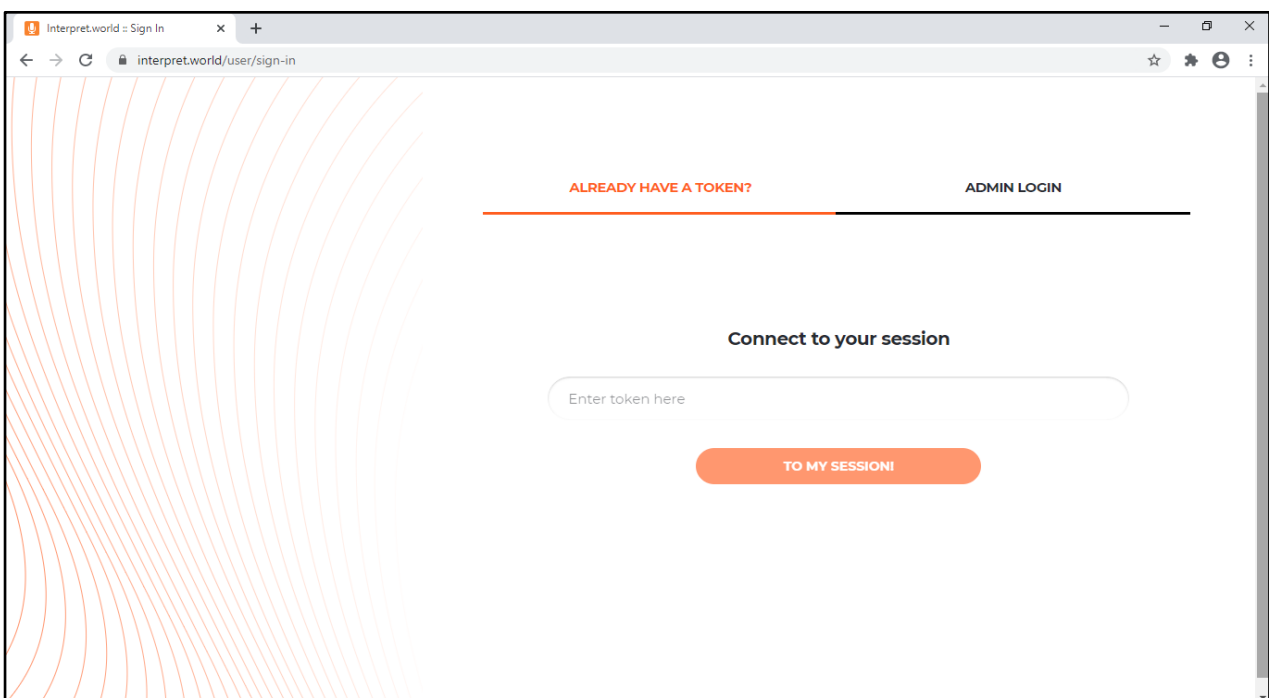 Interpret.world :: Sign In
interpret.world/user/sign-in
ALREADY HAVE A TOKEN? ADMIN LOGIN
Connect to your session
Enter token here
TO MY SESSION!